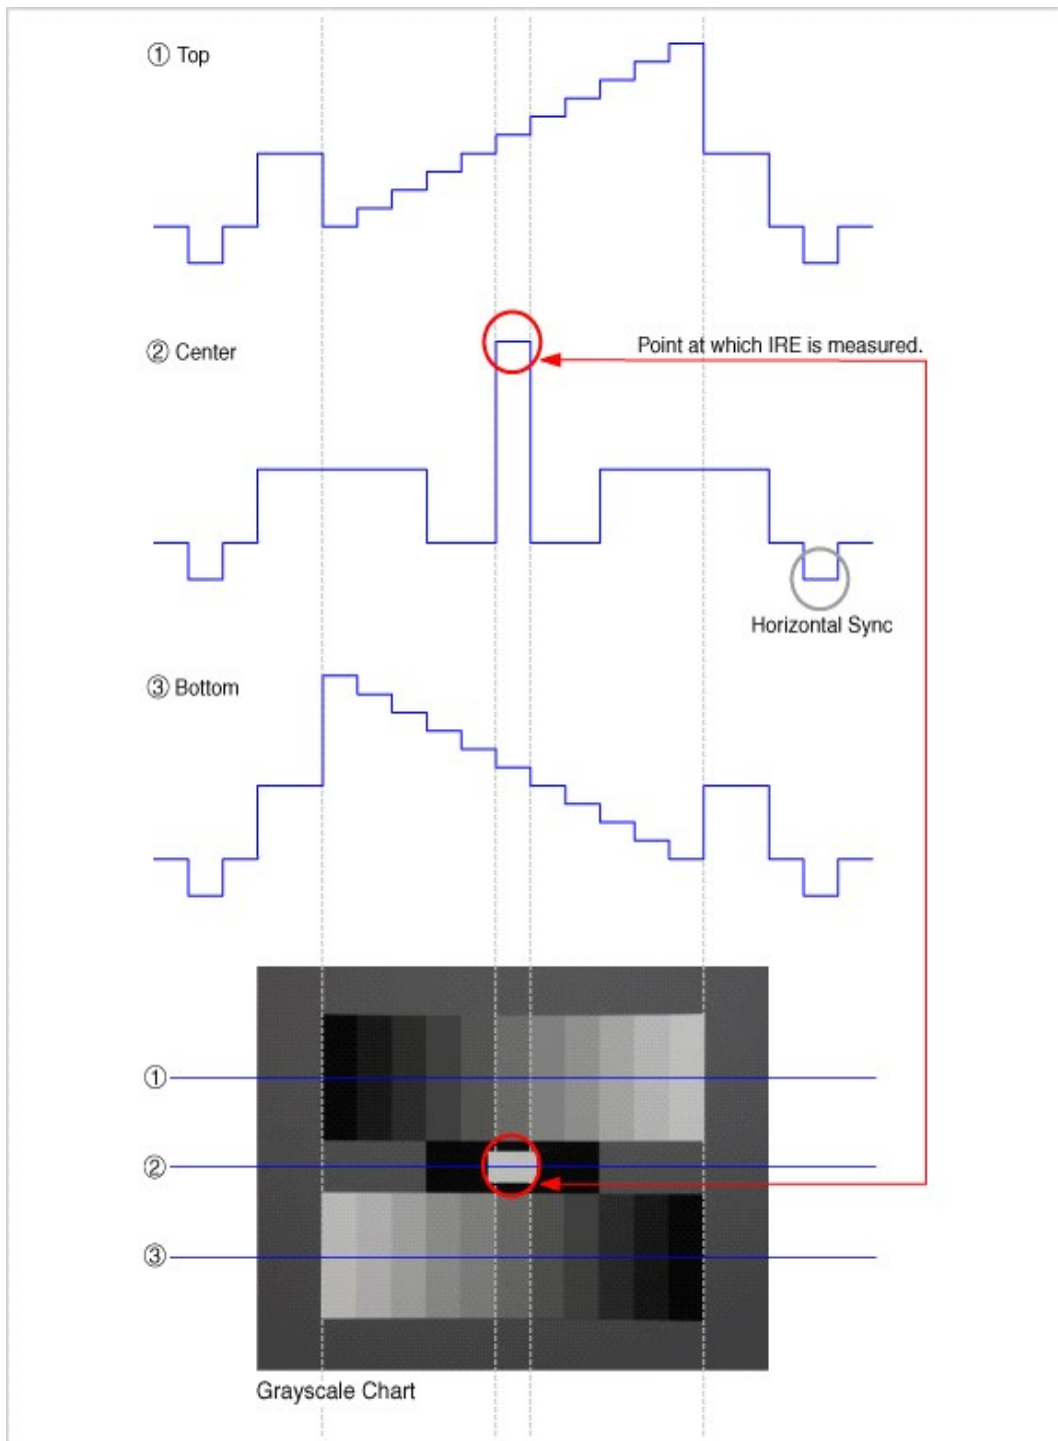 ① Top
② Center
Point at which IRE is measured.
Horizontal Sync
③ Bottom
①
②
③
Grayscale Chart